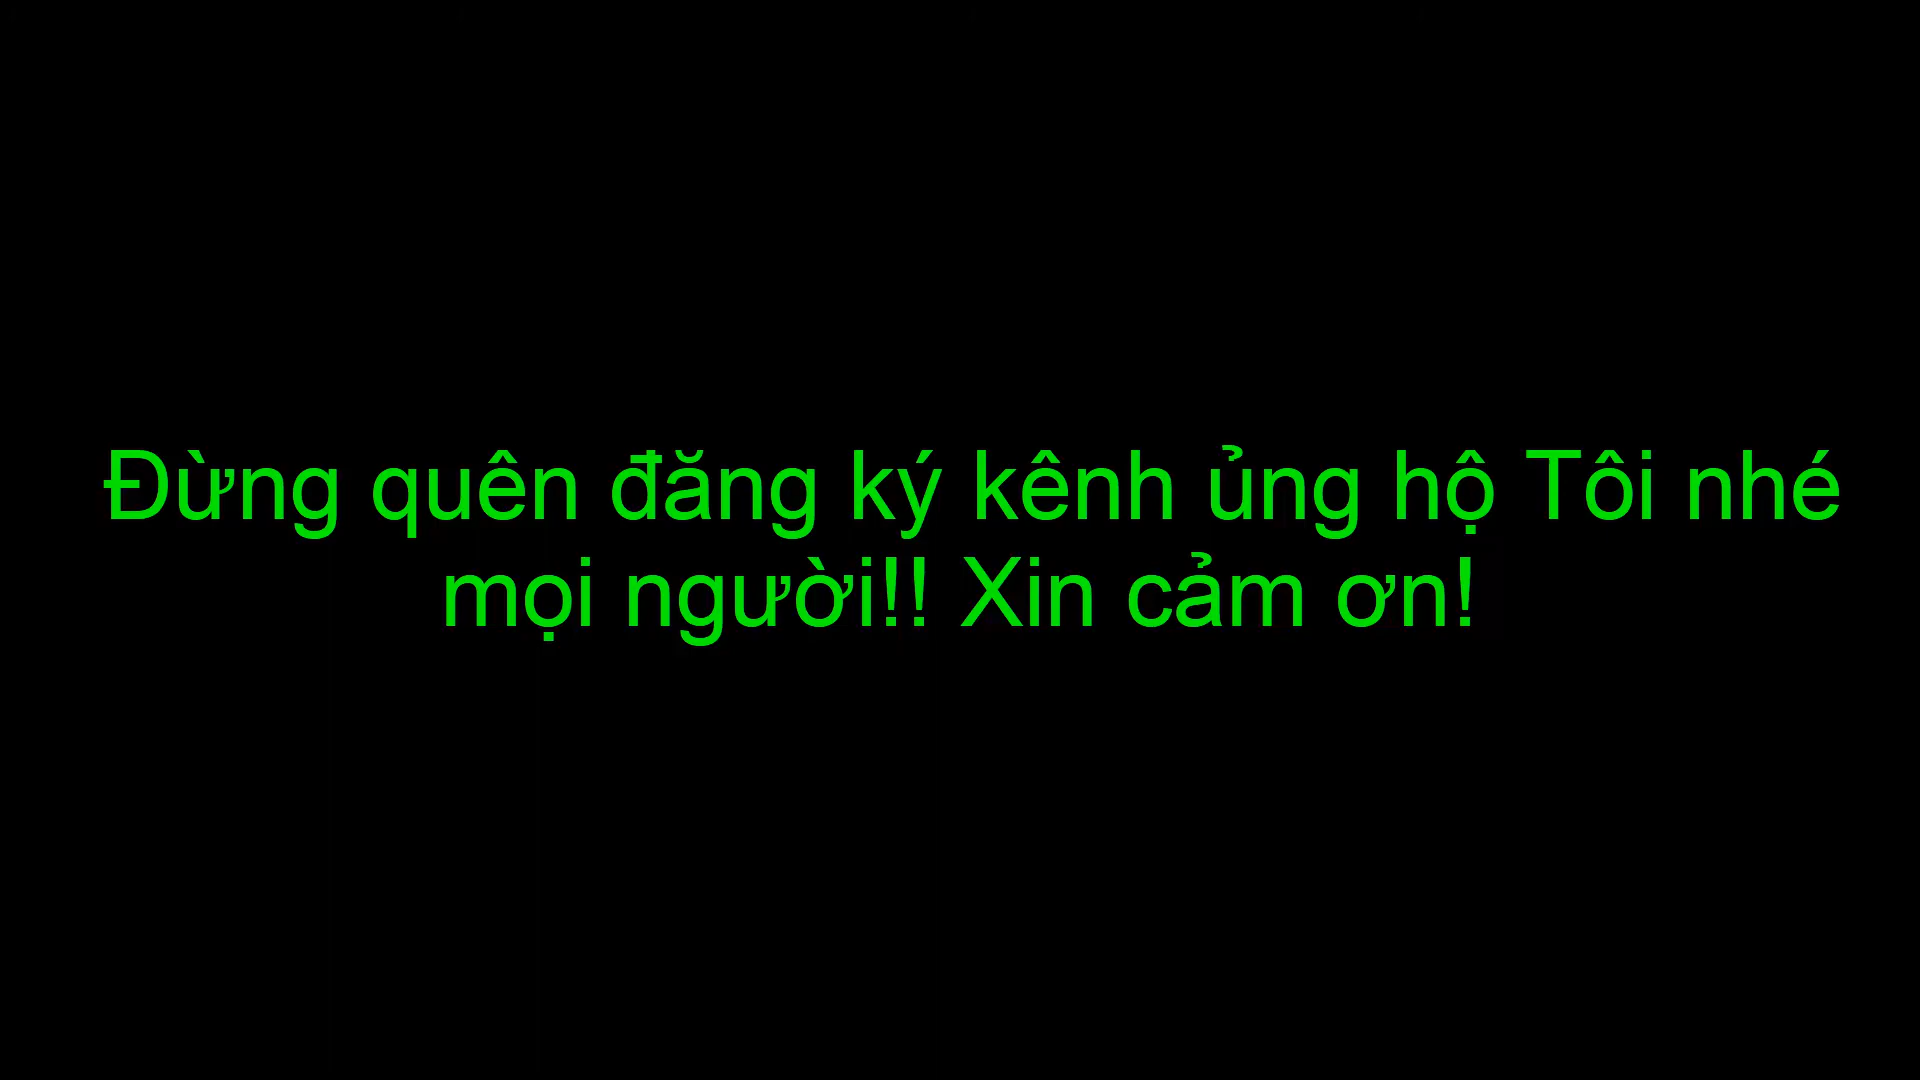 Đừng quên đăng ký kênh ủng hộ Tôi nhé
mọi người!! Xin cảm ơn!